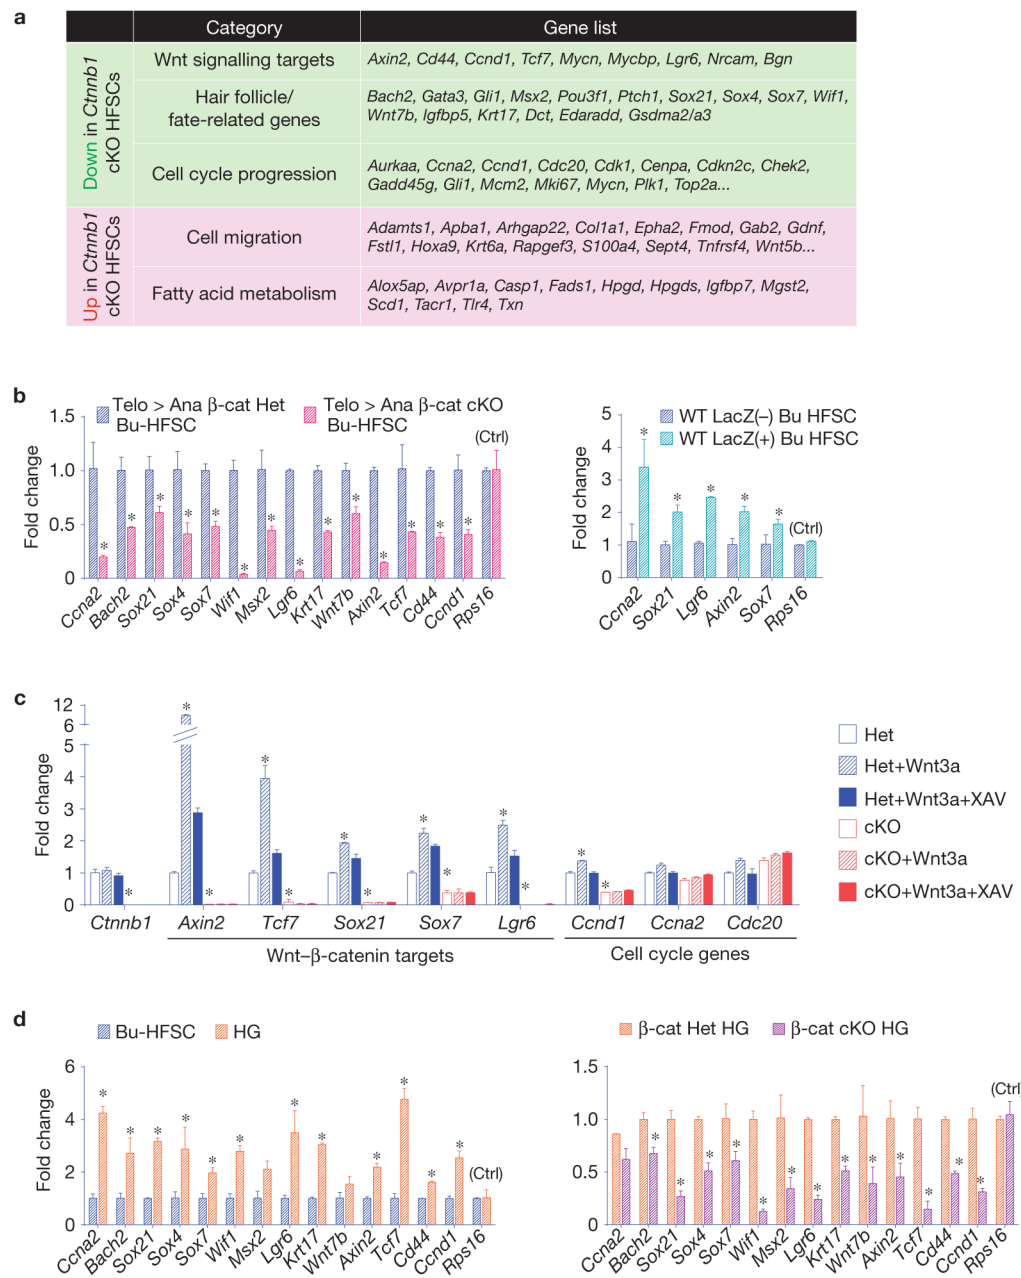 a
Category Gene list
Down in Ctnnb1
cKO HFSCs
Wnt signalling targets
Axin2, Cd44, Ccnd1, Tcf7, Mycn, Mycbp, Lgr6, Nrcam, Bgn
Hair follicle/
fate-related genes
Bach2, Gata3, Gli1, Msx2, Pou3f1, Ptch1, Sox21, Sox4, Sox7, Wif1,
Wnt7b, Igfbp5, Krt17, Dct, Edaradd, Gsdma2/a3
Cell cycle progression
Aurkaa, Ccna2, Ccnd1, Cdc20, Cdk1, Cenpa, Cdkn2c, Chek2,
Gadd45g, Gli1, Mcm2, Mki67, Mycn, Plk1, Top2a...
Up in Ctnnb1
cKO HFSCs
Cell migration
Adamts1, Apba1, Arhgap22, Col1a1, Epha2, Fmod, Gab2, Gdnf,
Fstl1, Hoxa9, Krt6a, Rapgef3, S100a4, Sept4, Tnfrsf4, Wnt5b...
Fatty acid metabolism
Alox5ap, Avpr1a, Casp1, Fads1, Hpgd, Hpgds, Igfbp7, Mgst2,
Scd1, Tacr1, Tlr4, Txn
b
Telo > Ana β-cat Het
Bu-HFSC
Telo > Ana β-cat cKO
Bu-HFSC
(Ctrl)
Fold change
1.5
1.0
0.5
0
* * * * * * * * * * * * * *
Ccna2 Bach2 Sox21 Sox4 Sox7 Wif1 Msx2 Lgr6 Krt17 Wnt7b Axin2 Tcf7 Cd44 Ccnd1 Rps16
WT LacZ(–) Bu HFSC
WT LacZ(+) Bu HFSC
(Ctrl)
Fold change
5
4
3
2
1
0
* * * * *
Ccna2 Sox21 Lgr6 Axin2 Sox7 Rps16
c
Fold change
12
6
5
4
3
2
1
0
* * * * * * * * * * * * *
Ctnnb1 Axin2 Tcf7 Sox21 Sox7 Lgr6 Ccnd1 Ccna2 Cdc20
Wnt–β-catenin targets Cell cycle genes
Het
Het+Wnt3a
Het+Wnt3a+XAV
cKO
cKO+Wnt3a
cKO+Wnt3a+XAV
d
Bu-HFSC HG
Fold change
6
4
2
0
* * * * * * * * * * * *
(Ctrl)
Ccna2 Bach2 Sox21 Sox4 Sox7 Wif1 Msx2 Lgr6 Krt17 Wnt7b Axin2 Tcf7 Cd44 Ccnd1 Rps16
β-cat Het HG β-cat cKO HG
1.5
1.0
0.5
0
* * * * * * * * * * * * *
(Ctrl)
Ccna2 Bach2 Sox21 Sox4 Sox7 Wif1 Msx2 Lgr6 Krt17 Wnt7b Axin2 Tcf7 Cd44 Ccnd1 Rps16